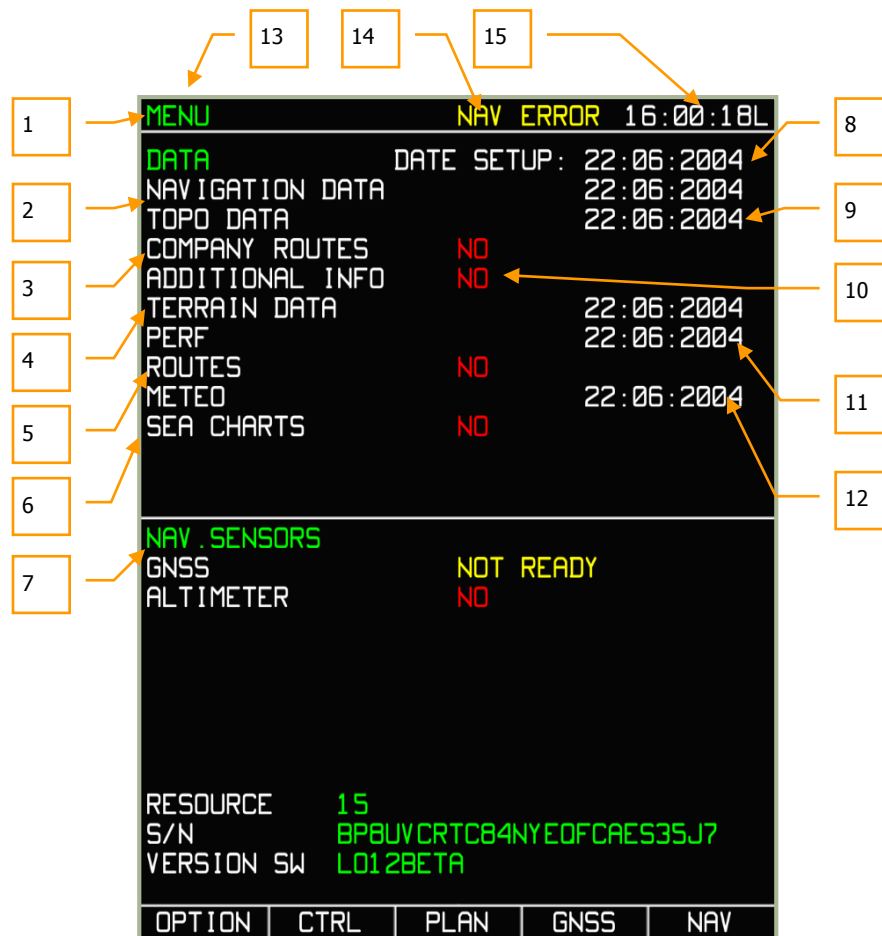 13 14 15
1 MENU NAV ERROR 16:00:18L 8
DATA DATE SETUP: 22:06:2004
2 NAVIGATION DATA 22:06:2004
TOPO DATA 22:06:2004 9
3 COMPANY ROUTES NO
ADDITIONAL INFO NO 10
4 TERRAIN DATA 22:06:2004
PERF 22:06:2004
5 ROUTES NO 11
METEO 22:06:2004
6 SEA CHARTS NO 12
7 NAV.SENSORS
GNSS NOT READY
ALTIMETER NO
RESOURCE 15
S/N BP8UVCRTC84NYEOFCAES35J7
VERSION SW L012BETA
OPTION CTRL PLAN GNSS NAV